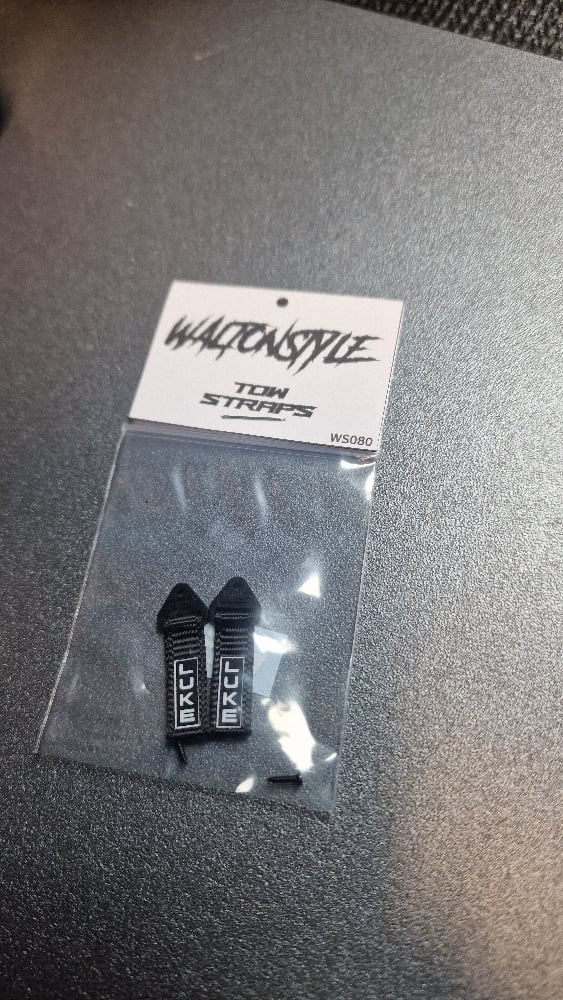 WALTONSTYLE
TOW
STRAPS
WS080
LUKE
LUKE